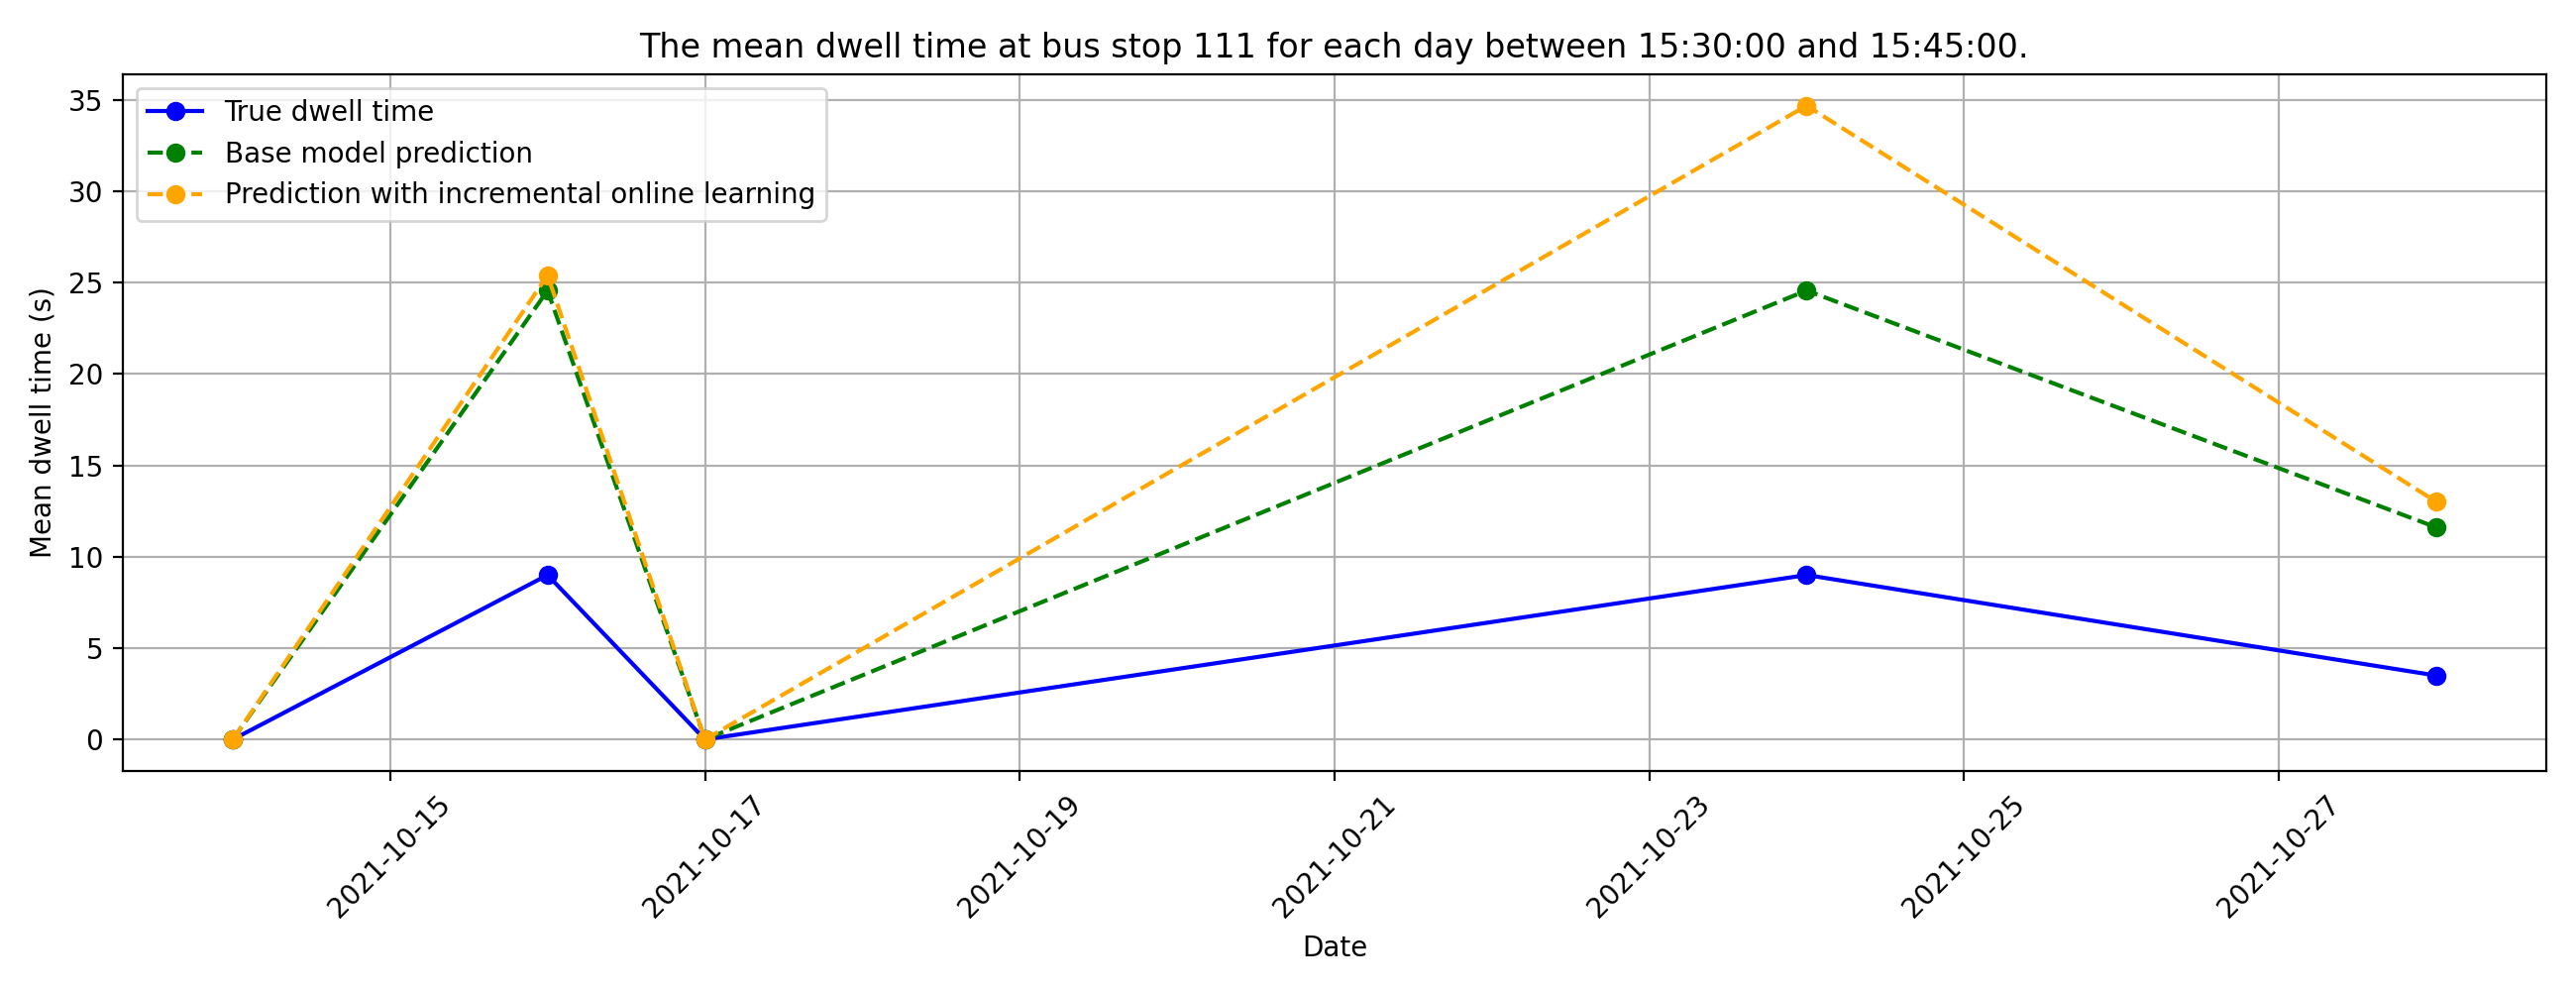 The mean dwell time at bus stop 111 for each day between 15:30:00 and 15:45:00.
True dwell time
Base model prediction
Prediction with incremental online learning
Mean dwell time (s)
35
30
25
20
15
10
5
0
2021-10-15
2021-10-17
2021-10-19
2021-10-21
2021-10-23
2021-10-25
2021-10-27
Date